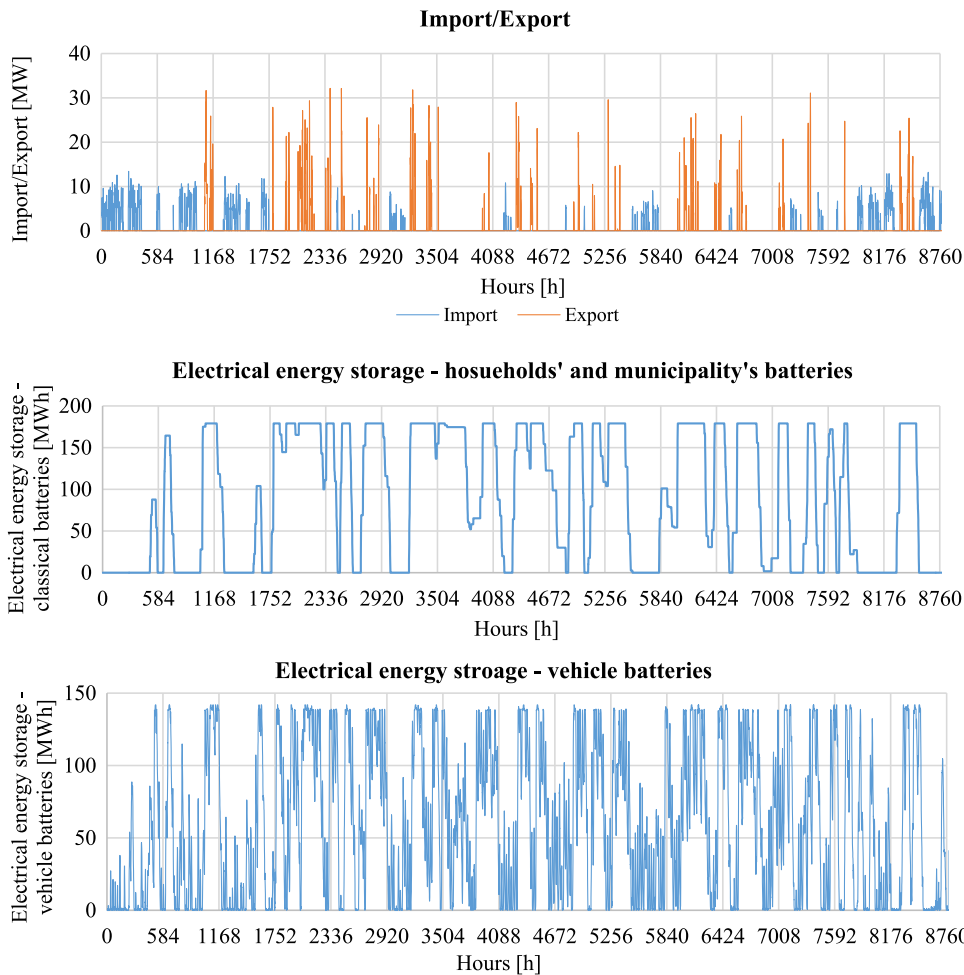 Import/Export
Import/Export [MW]
40
30
20
10
0
0 584 1168 1752 2336 2920 3504 4088 4672 5256 5840 6424 7008 7592 8176 8760
Hours [h]
Import Export
Electrical energy storage - hosueholds' and municipality's batteries
Electrical energy storage -
classical batteries [MWh]
200
150
100
50
0
0 584 1168 1752 2336 2920 3504 4088 4672 5256 5840 6424 7008 7592 8176 8760
Hours [h]
Electrical energy stroage - vehicle batteries
Electrical energy storage -
vehicle batteries [MWh]
150
100
50
0
0 584 1168 1752 2336 2920 3504 4088 4672 5256 5840 6424 7008 7592 8176 8760
Hours [h]